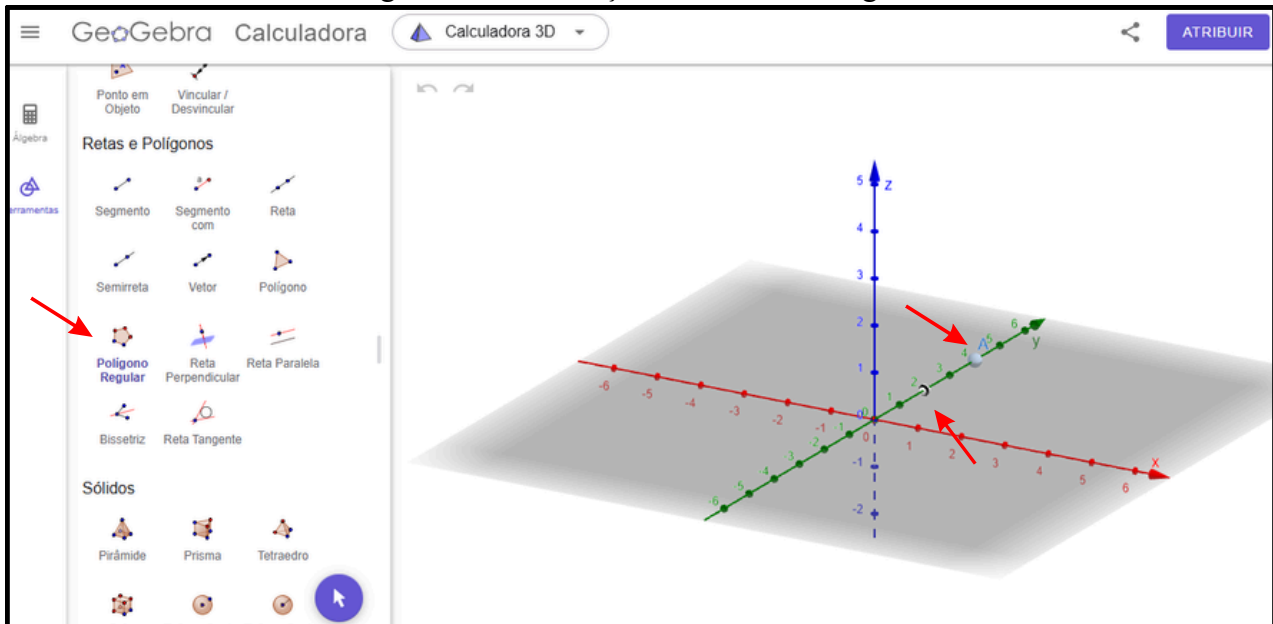 GeoGebra Calculadora
Calculadora 3D
ATRIBUIR
Álgebra
erramentas
Ponto em Objeto
Vincular / Desvincular
Retas e Polígonos
Segmento
Segmento com
Reta
Semirreta
Vetor
Polígono
Polígono Regular
Reta Perpendicular
Reta Paralela
Bissetriz
Reta Tangente
Sólidos
Pirâmide
Prisma
Tetraedro
5
z
4
3
2
1
0
-1
-2
-6
-5
-4
-3
-2
-1
0
1
2
3
4
5
6
x
-6
-5
-4
-3
-2
-1
0
1
2
3
4
A
5
6
y